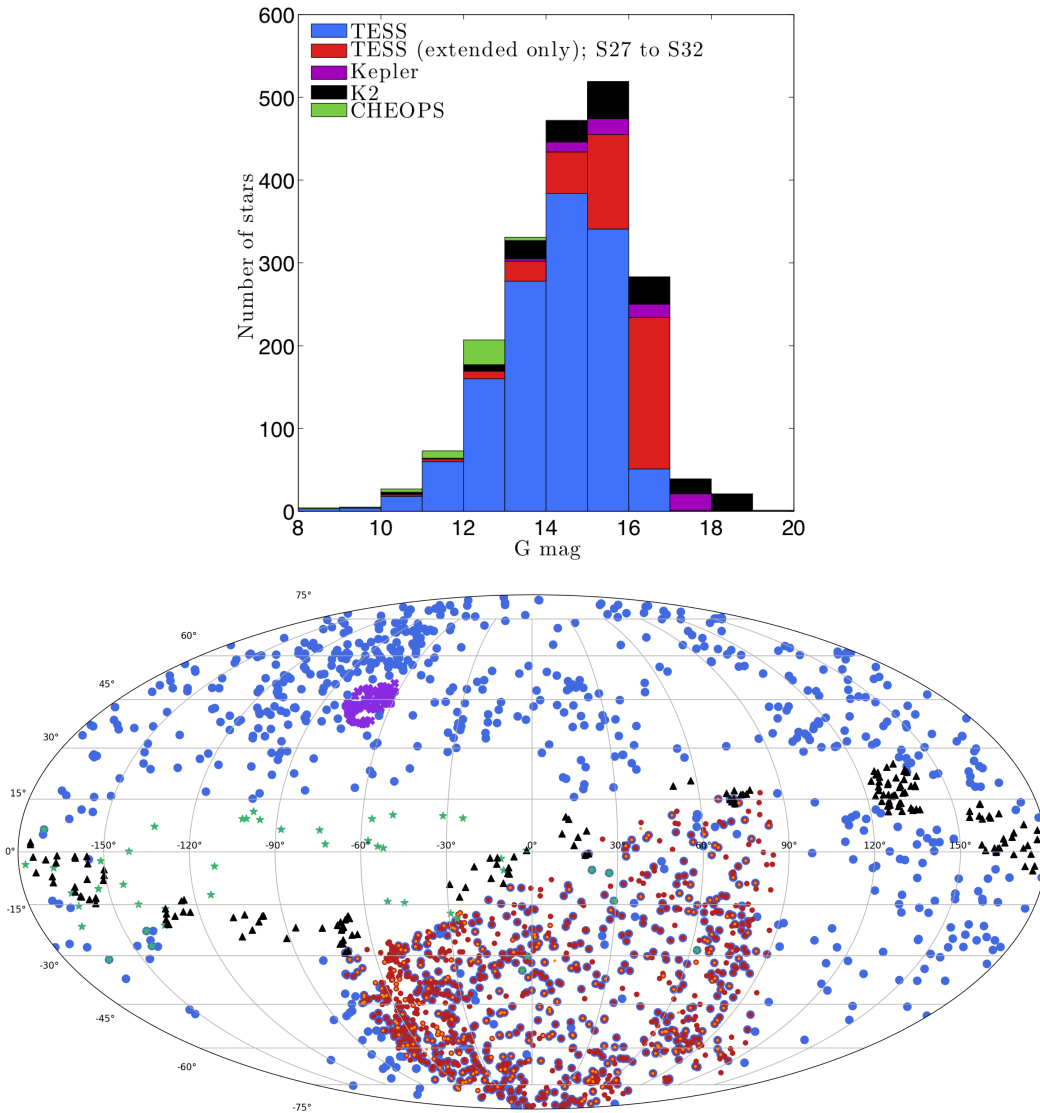 600
500
400
300
200
100
0
Number of stars
TESS
TESS (extended only); S27 to S32
Kepler
K2
CHEOPS
8 10 12 14 16 18 20
G mag
75°
60°
45°
30°
15°
0° -150° -120° -90° -60° -30° 0° 30° 60° 90° 120° 150°
-15°
-30°
-45°
-60°
-75°